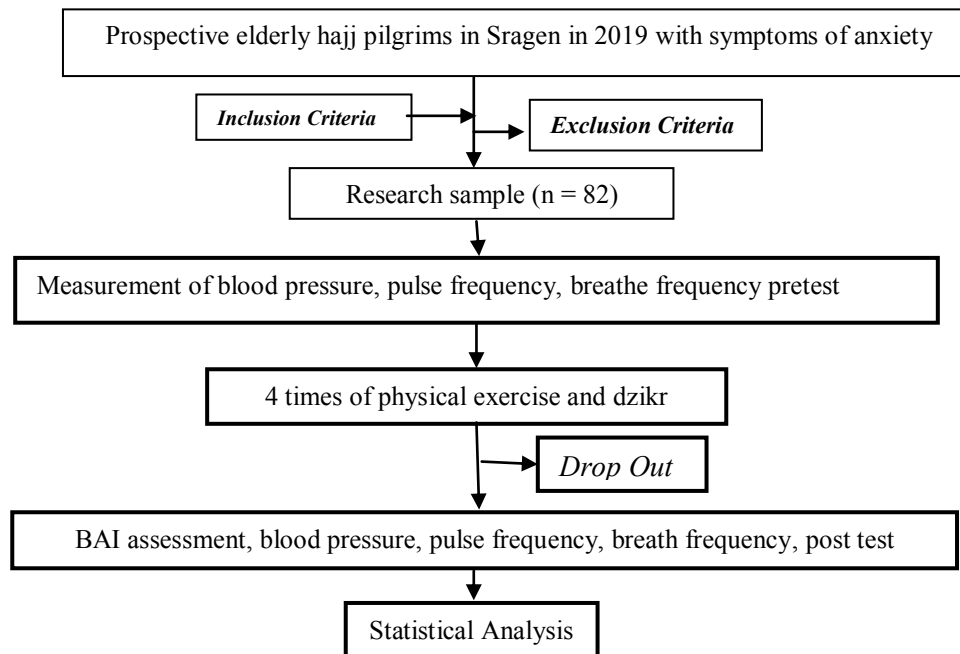 Prospective elderly hajj pilgrims in Sragen in 2019 with symptoms of anxiety
Inclusion Criteria
Exclusion Criteria
Research sample (n = 82)
Measurement of blood pressure, pulse frequency, breathe frequency pretest
4 times of physical exercise and dzikr
Drop Out
BAI assessment, blood pressure, pulse frequency, breath frequency, post test
Statistical Analysis